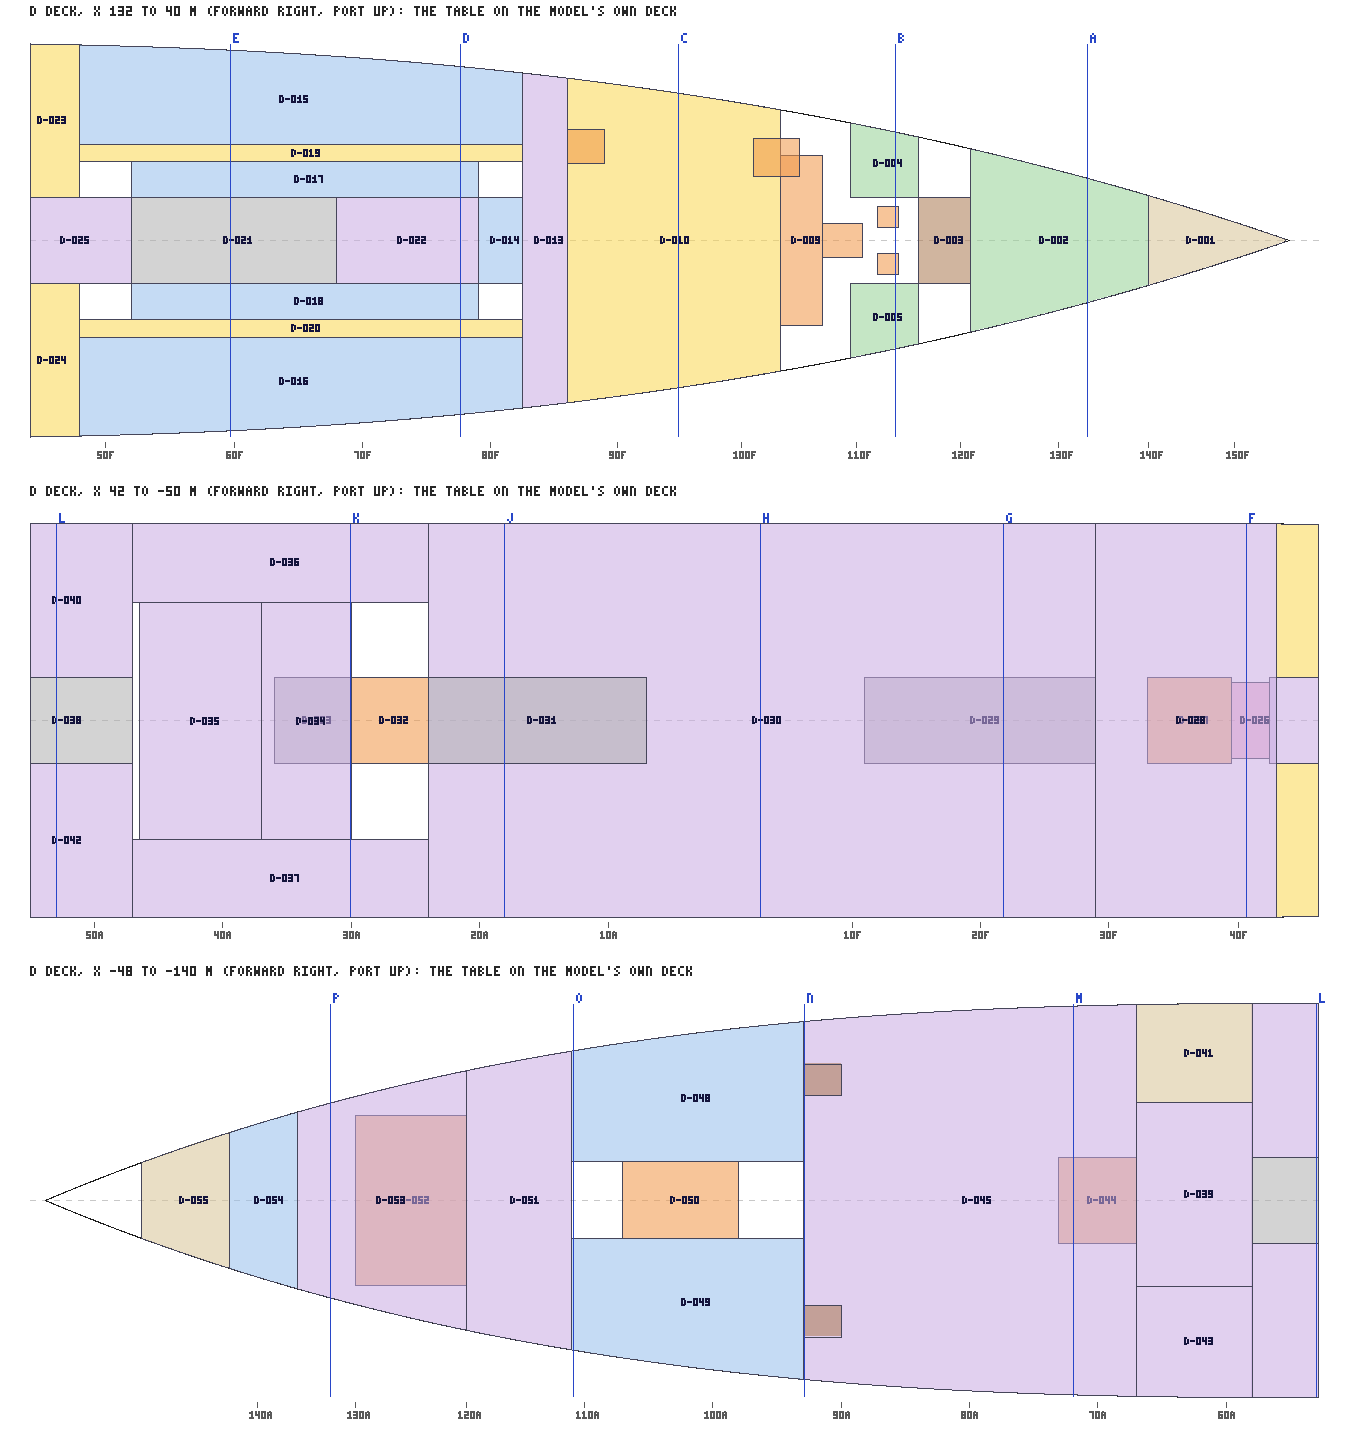 D DECK, X 132 TO 40 M (FORWARD RIGHT, PORT UP): THE TABLE ON THE MODEL'S OWN DECK
E D C B A
D-015
D-023
D-019
D-004
D-017
D-025 D-021 D-022 D-014 D-013 D-010 D-009 D-003 D-002 D-001
D-018
D-005
D-020
D-024
D-016
50F 60F 70F 80F 90F 100F 110F 120F 130F 140F 150F
D DECK, X 42 TO -50 M (FORWARD RIGHT, PORT UP): THE TABLE ON THE MODEL'S OWN DECK
L K J H G F
D-036
D-040
D-038 D-035 D-034 D-032 D-031 D-030 D-029 D-028 D-026
D-042
D-037
50A 40A 30A 20A 10A 10F 20F 30F 40F
D DECK, X -48 TO -140 M (FORWARD RIGHT, PORT UP): THE TABLE ON THE MODEL'S OWN DECK
P O N M L
D-041
D-048
D-055 D-054 D-053 D-052 D-051 D-050 D-045 D-044 D-039
D-049
D-043
140A 130A 120A 110A 100A 90A 80A 70A 60A